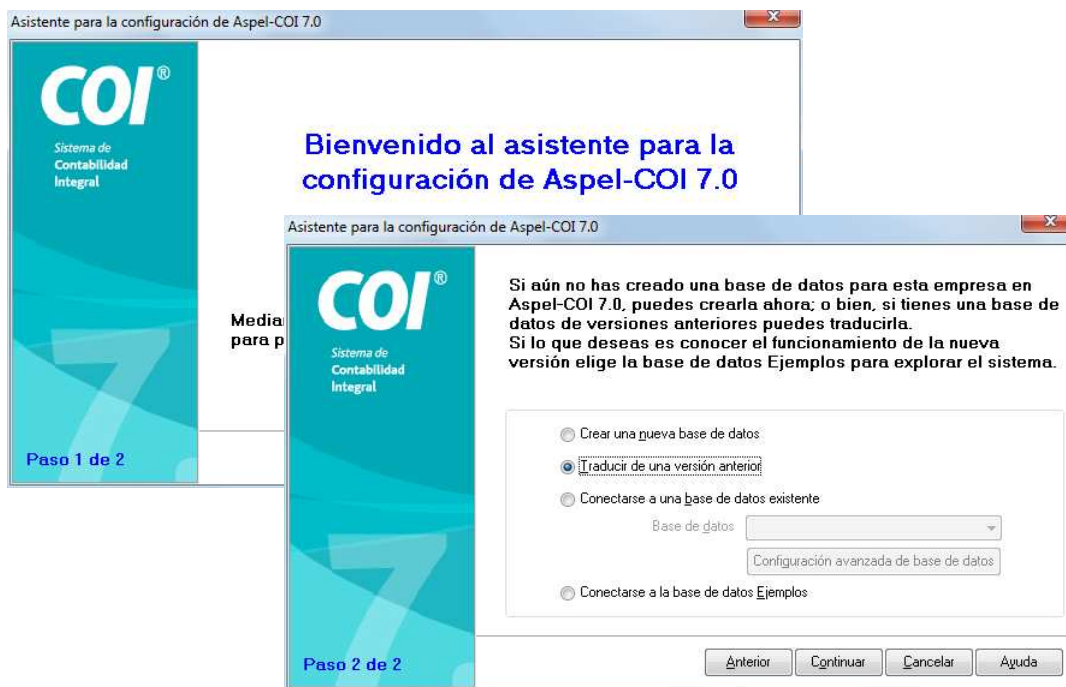 Asistente para la configuración de Aspel-COI 7.0
COI®
Sistema de
Contabilidad
Integral
Bienvenido al asistente para la
configuración de Aspel-COI 7.0
para p
Paso 1 de 2
Asistente para la configuración de Aspel-COI 7.0
COI®
Sistema de
Contabilidad
Integral
7.
Si aún no has creado una base de datos para esta empresa en
Aspel-COI 7.0, puedes crearla ahora; o bien, si tienes una base de
datos de versiones anteriores puedes traducirla.
Si lo que deseas es conocer el funcionamiento de la nueva
versión elige la base de datos Ejemplos para explorar el sistema.
Crear una nueva base de datos
Traducir de una versión anterior
Conectarse a una base de datos existente
Base de datos
Configuración avanzada de base de datos
Conectarse a la base de datos Ejemplos
Paso 2 de 2
Anterior Continuar Cancelar Ayuda